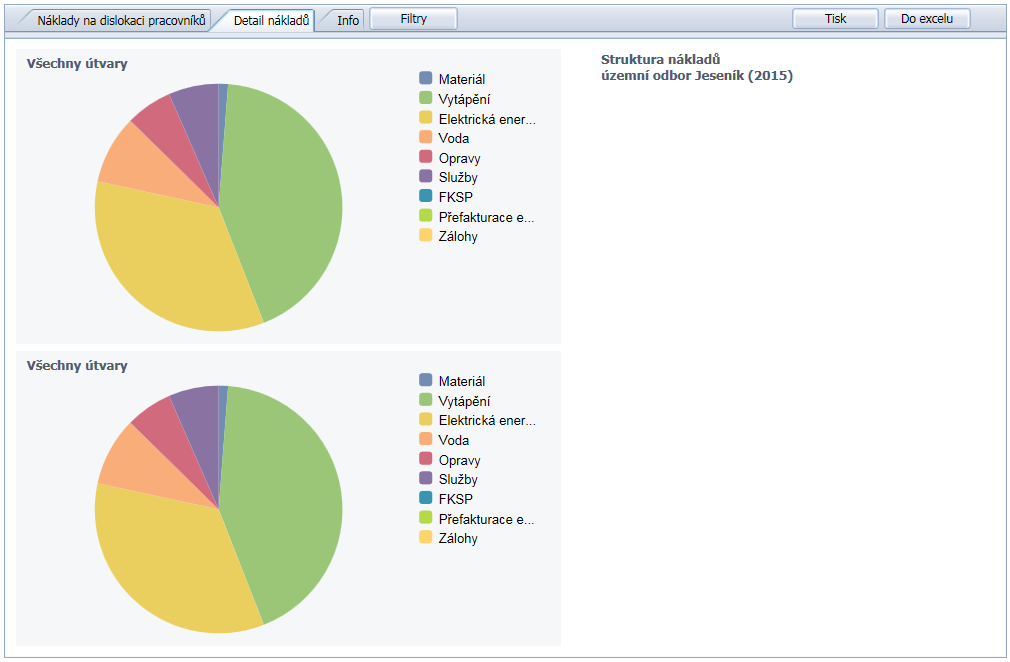 Náklady na dislokaci pracovníků
Detail nákladů
Info
Filtry
Tisk
Do excelu
Všechny útvary
Materiál
Vytápění
Elektrická ener...
Voda
Opravy
Služby
FKSP
Přefakturace e...
Zálohy
Struktura nákladů
územní odbor Jeseník (2015)
Všechny útvary
Materiál
Vytápění
Elektrická ener...
Voda
Opravy
Služby
FKSP
Přefakturace e...
Zálohy